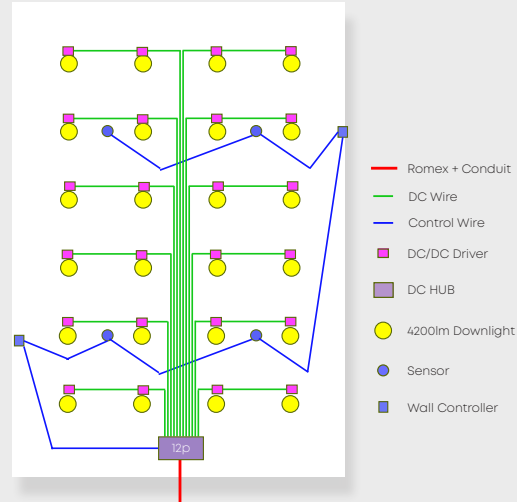 Romex + Conduit
DC Wire
Control Wire
DC/DC Driver
DC HUB
4200lm Downlight
Sensor
Wall Controller
12p